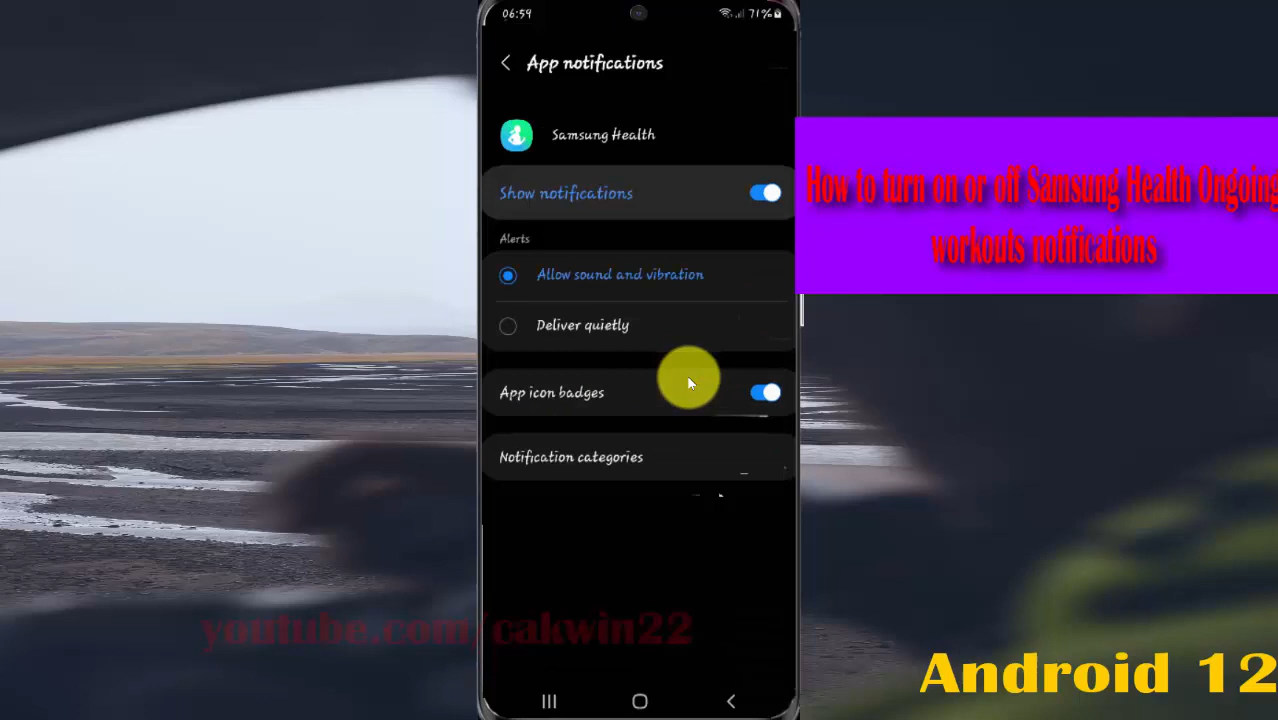 06:59
71%
App notifications
Samsung Health
Show notifications
Alerts
Allow sound and vibration
Deliver quietly
App icon badges
Notification categories
How to turn on or off Samsung Health Ongoing
workouts notifications
youtube.com/cakwin22
Android 12